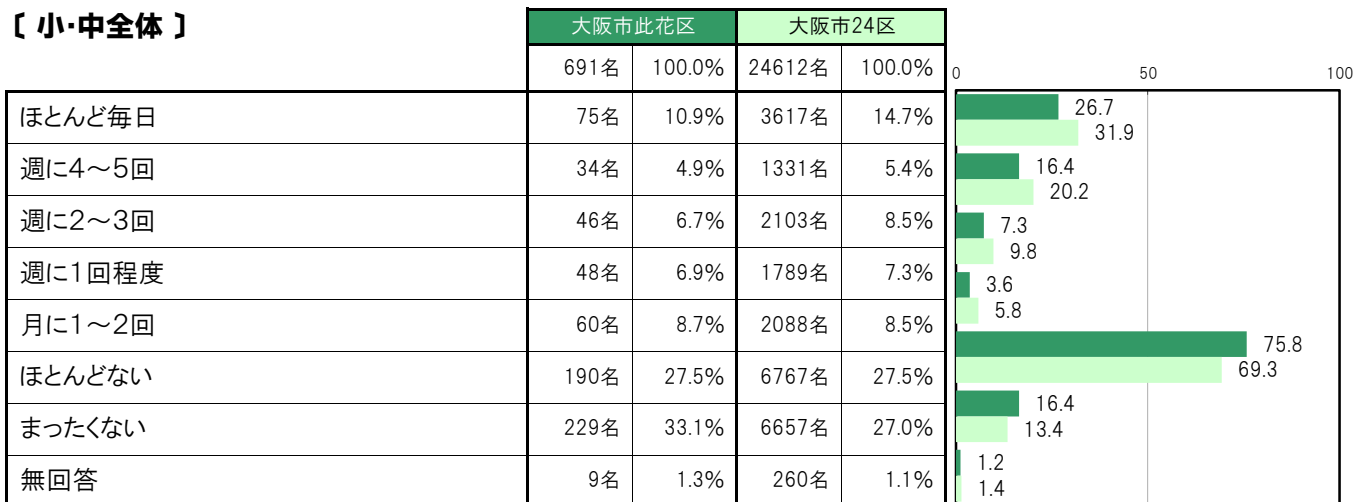 〔 小・中全体 〕
大阪市此花区 大阪市24区
691名 100.0% 24612名 100.0%
0 50 100
ほとんど毎日 75名 10.9% 3617名 14.7% 26.7
31.9
週に4～5回 34名 4.9% 1331名 5.4% 16.4
20.2
週に2～3回 46名 6.7% 2103名 8.5% 7.3
9.8
週に1回程度 48名 6.9% 1789名 7.3% 3.6
5.8
月に1～2回 60名 8.7% 2088名 8.5% 75.8
69.3
ほとんどない 190名 27.5% 6767名 27.5% 16.4
13.4
まったくない 229名 33.1% 6657名 27.0% 1.2
1.4
無回答 9名 1.3% 260名 1.1%